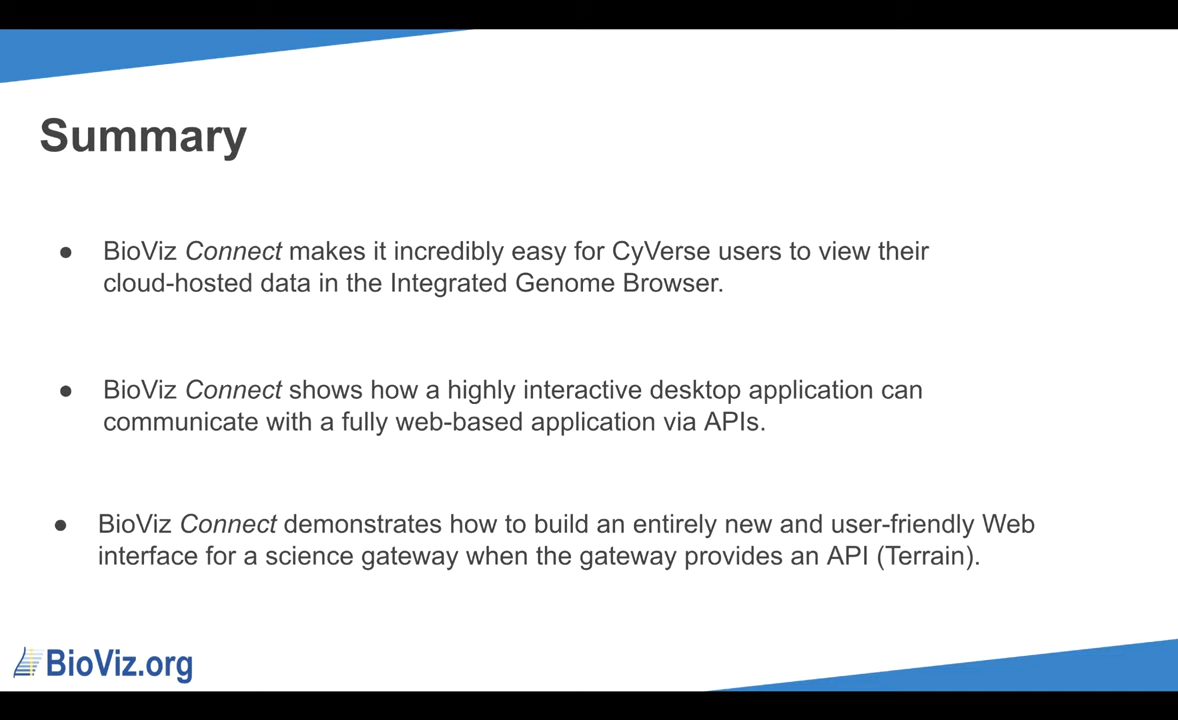 Summary
● BioViz Connect makes it incredibly easy for CyVerse users to view their
cloud-hosted data in the Integrated Genome Browser.
● BioViz Connect shows how a highly interactive desktop application can
communicate with a fully web-based application via APIs.
● BioViz Connect demonstrates how to build an entirely new and user-friendly Web
interface for a science gateway when the gateway provides an API (Terrain).
BioViz.org